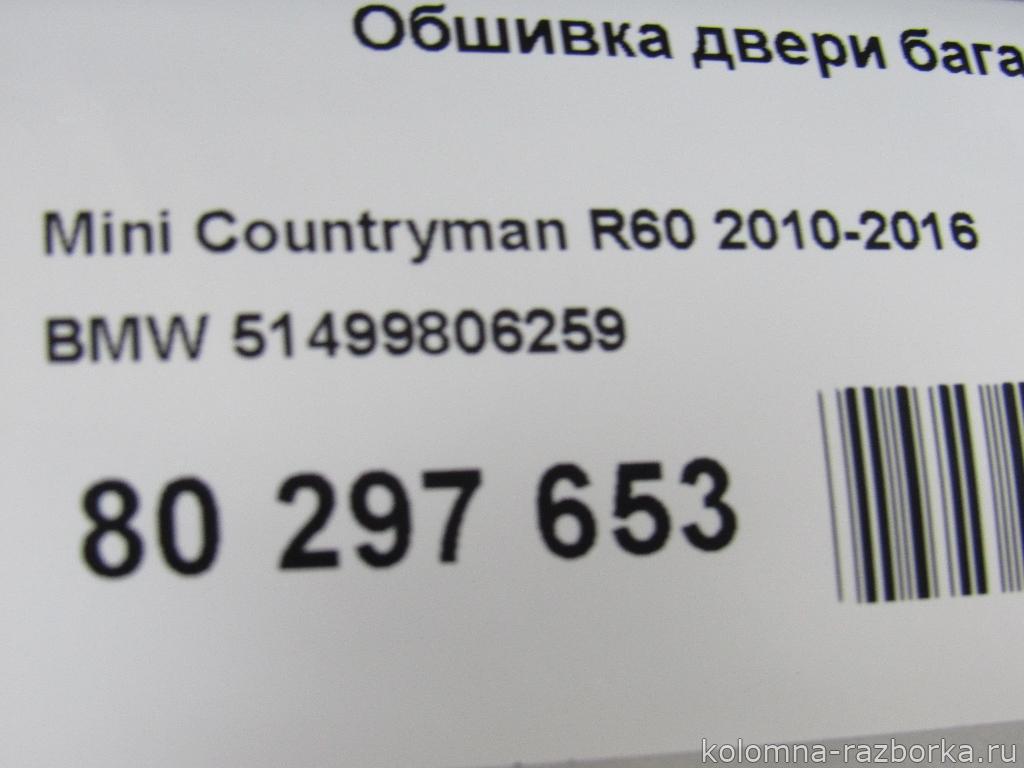 Обшивка двери бага
Mini Countryman R60 2010-2016
BMW 51499806259
80 297 653
kolomna-razborka.ru